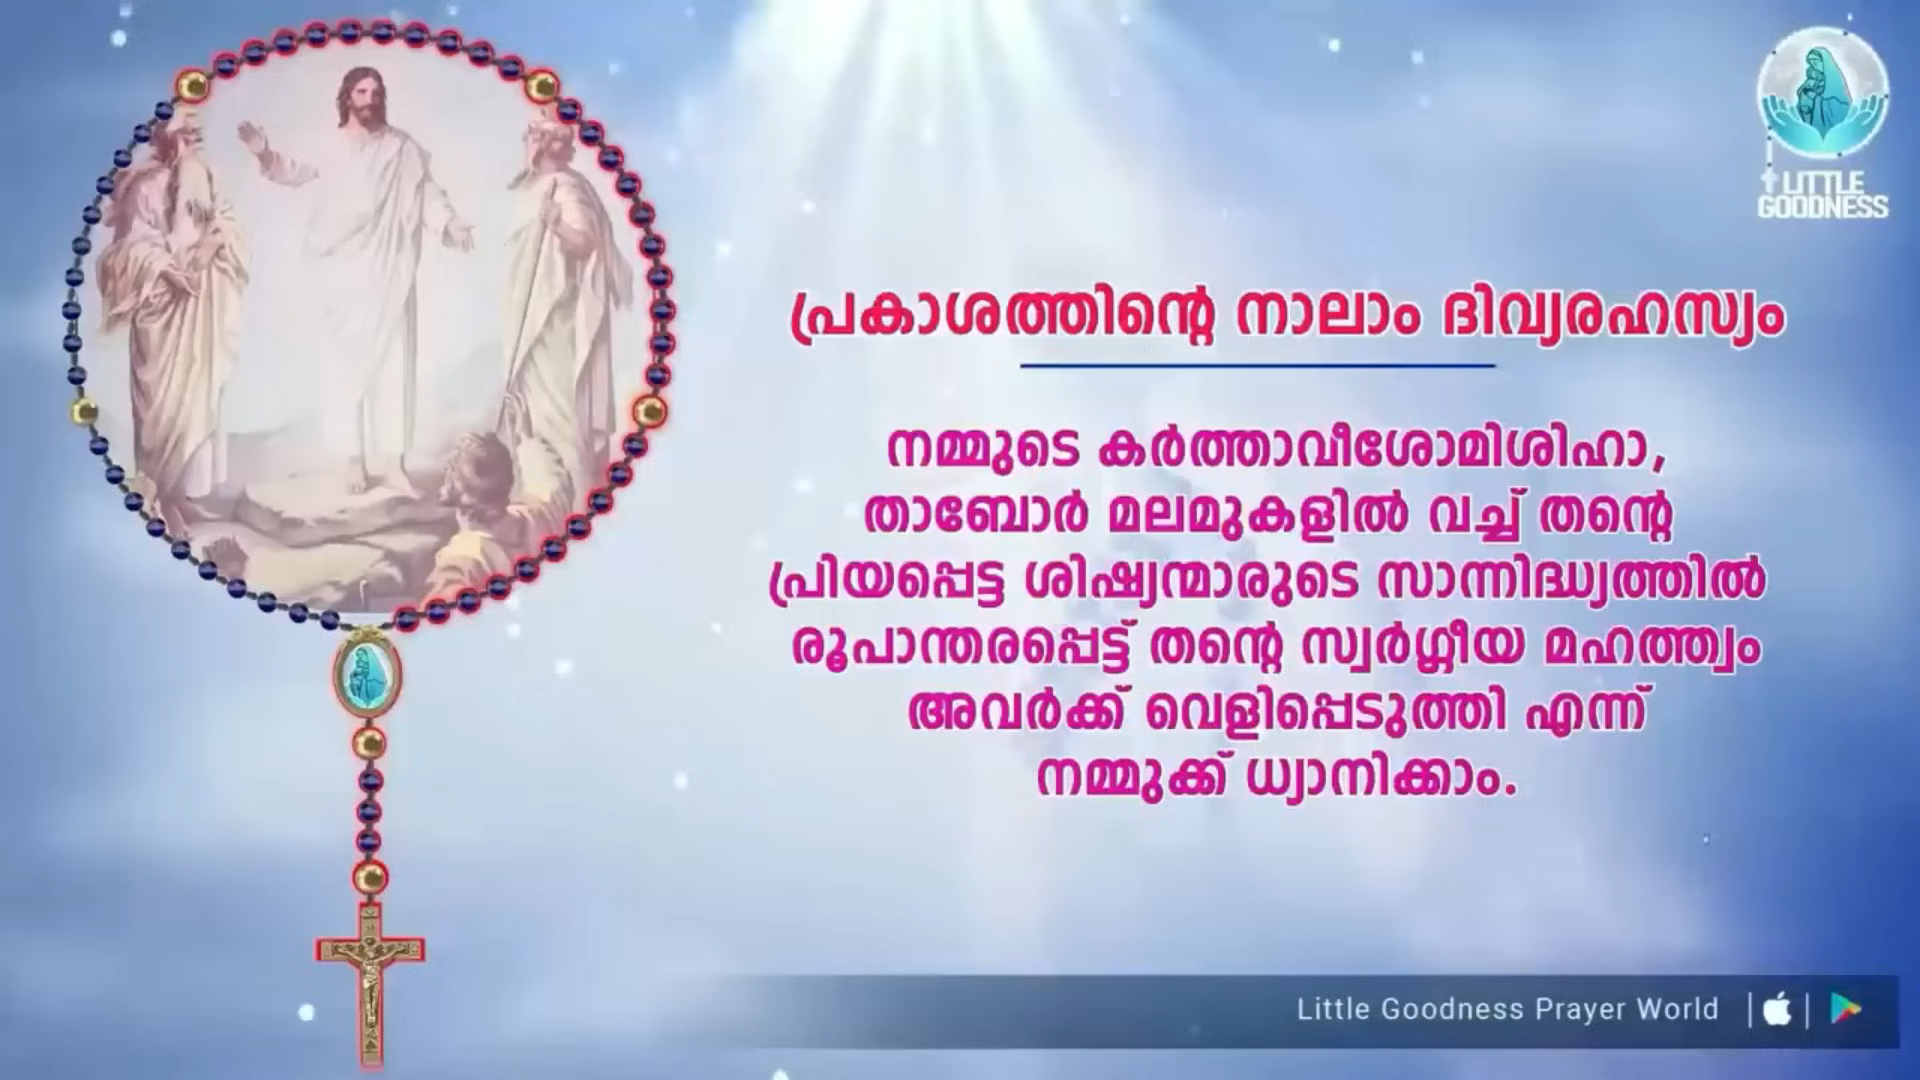 LITTLE
GOODNESS
പ്രകാശത്തിന്റെ നാലാം ദിവ്യരഹസ്യം
നമ്മുടെ കർത്താവീശോമിശിഹാ,
താബോർ മലമുകളിൽ വച്ച് തന്റെ
പ്രിയപ്പെട്ട ശിഷ്യന്മാരുടെ സാന്നിദ്ധ്യത്തിൽ
രൂപാന്തരപ്പെട്ട് തന്റെ സ്വർഗ്ഗീയ മഹത്ത്വം
അവർക്ക് വെളിപ്പെടുത്തി എന്ന്
നമ്മുക്ക് ധ്യാനിക്കാം.
Little Goodness Prayer World